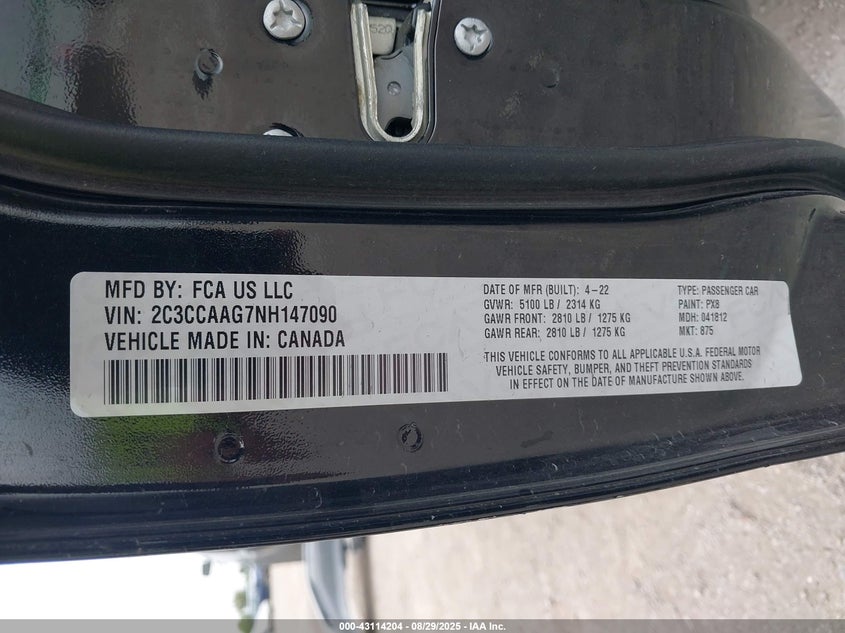 520
MFD BY: FCA US LLC
VIN: 2C3CCAAG7NH147090
VEHICLE MADE IN: CANADA
DATE OF MFR (BUILT): 4-22
GVWR: 5100 LB / 2314 KG
GAWR FRONT: 2810 LB / 1275 KG
GAWR REAR: 2810 LB / 1275 KG
TYPE: PASSENGER CAR
PAINT: PX8
MDH: 041812
MKT: 875
THIS VEHICLE CONFORMS TO ALL APPLICABLE U.S.A. FEDERAL MOTOR
VEHICLE SAFETY, BUMPER, AND THEFT PREVENTION STANDARDS
IN EFFECT ON THE DATE OF MANUFACTURE SHOWN ABOVE.
000-43114204 - 08/29/2025 - IAA Inc.